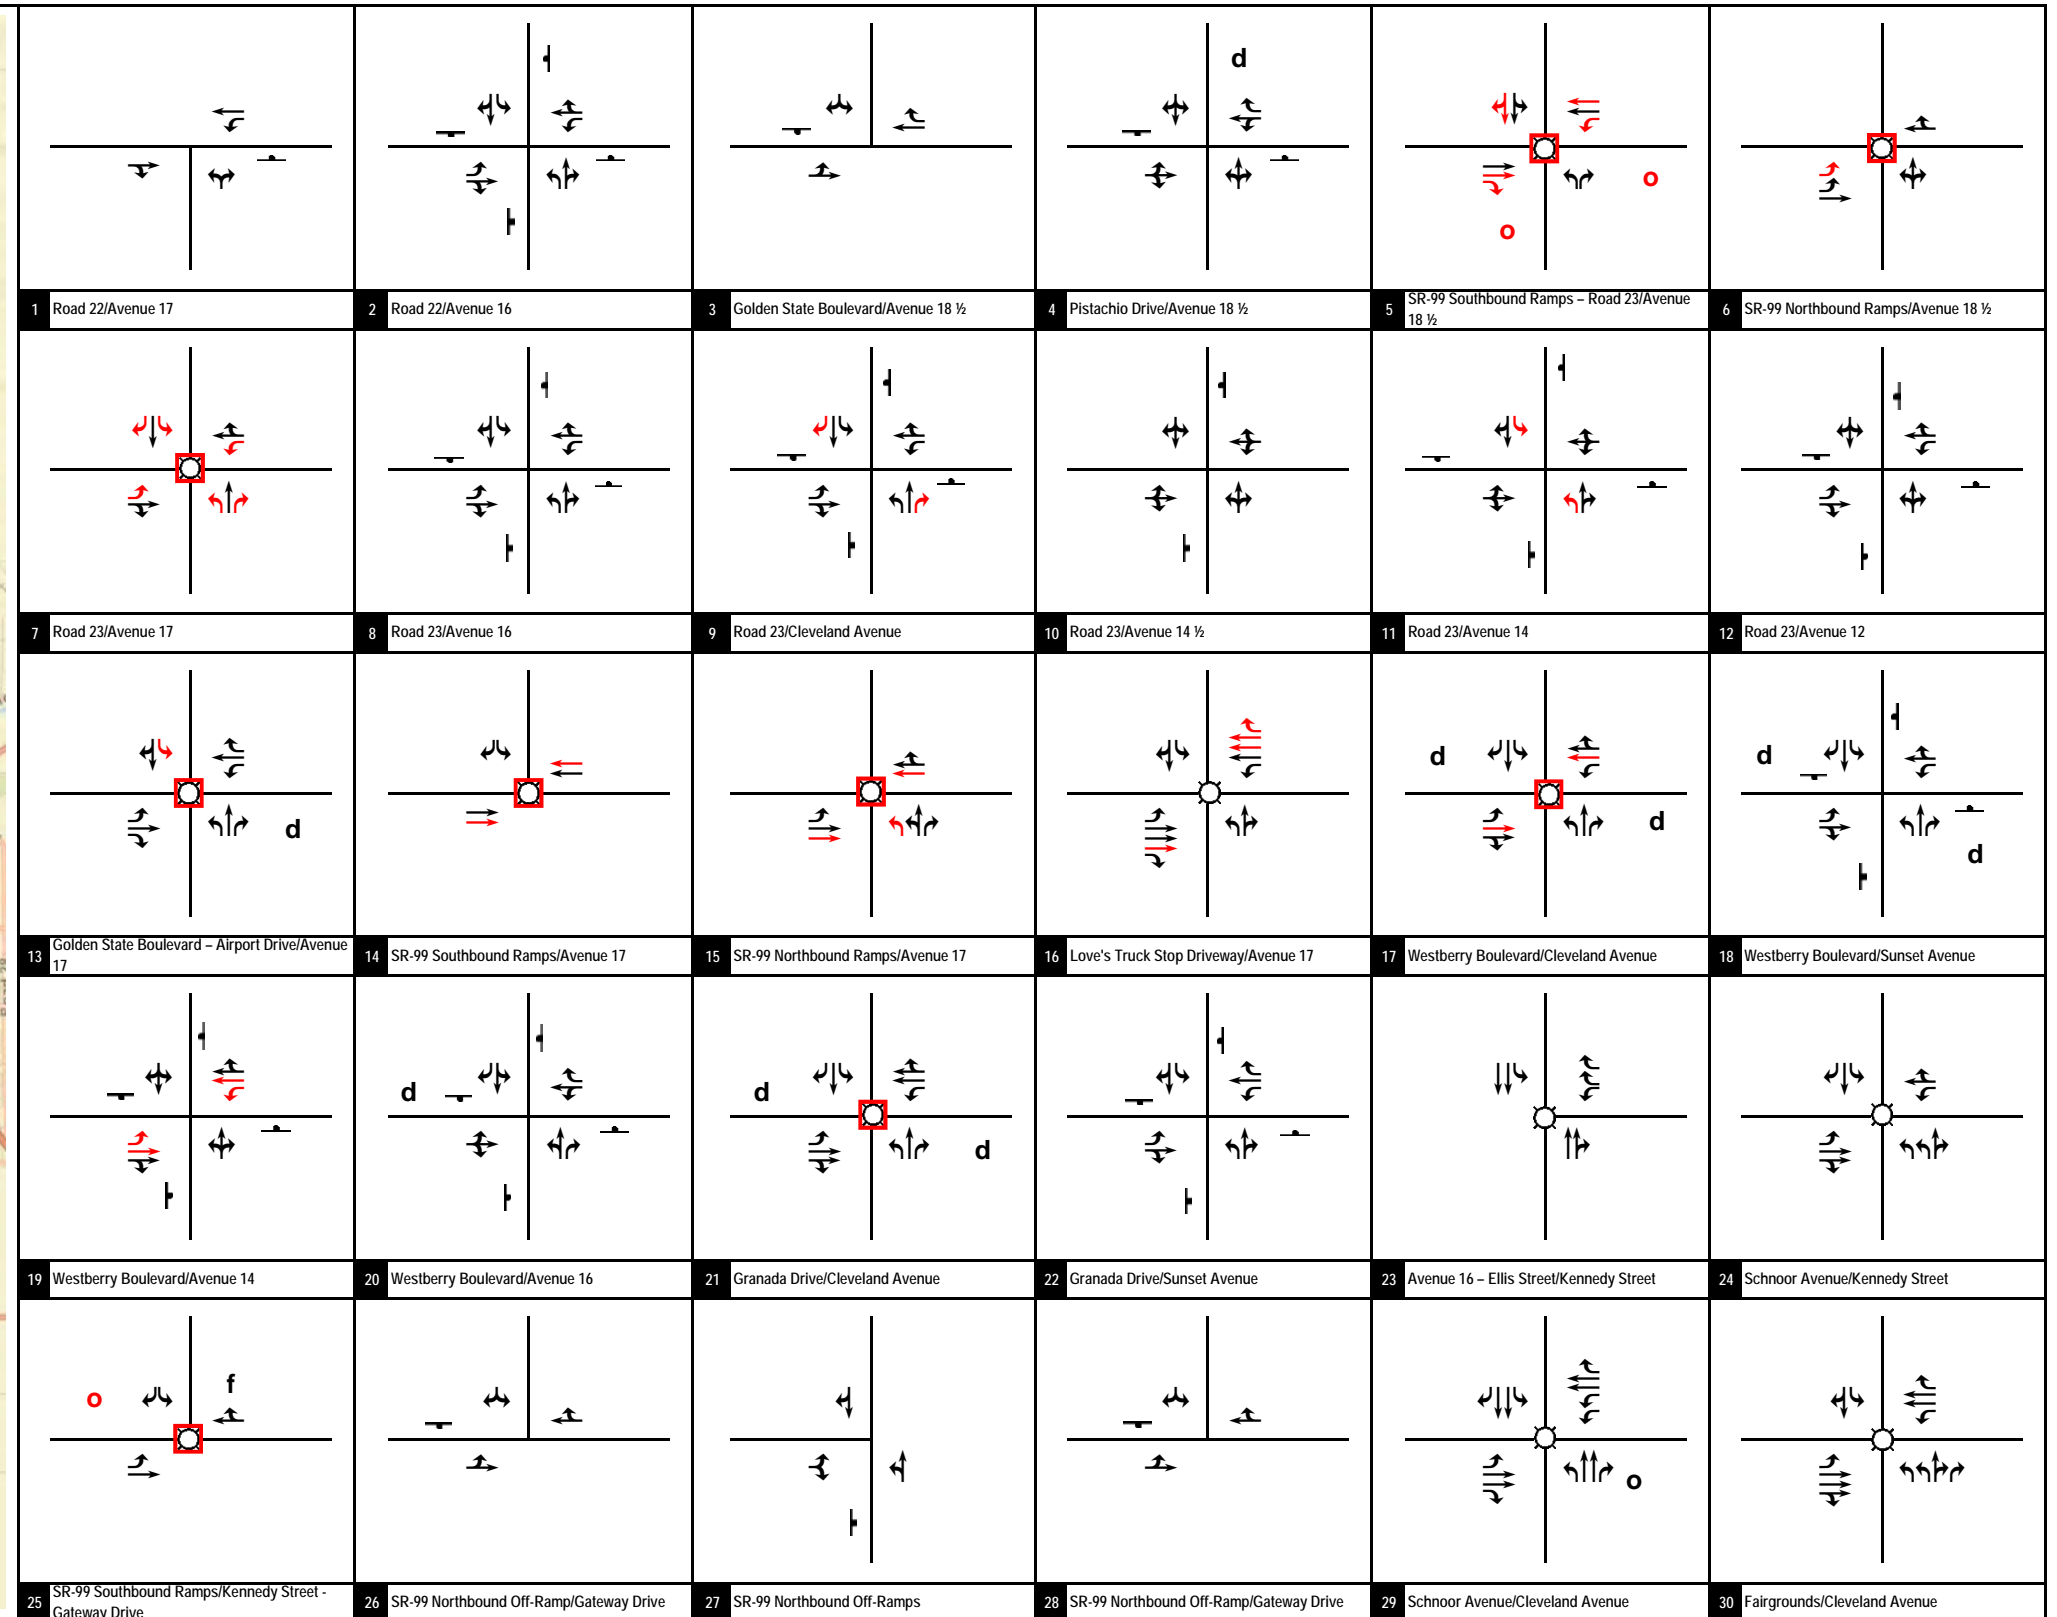 d
o
o
1 Road 22/Avenue 17
2 Road 22/Avenue 16
3 Golden State Boulevard/Avenue 18 ½
4 Pistachio Drive/Avenue 18 ½
5 SR-99 Southbound Ramps – Road 23/Avenue
18 ½
6 SR-99 Northbound Ramps/Avenue 18 ½
7 Road 23/Avenue 17
8 Road 23/Avenue 16
9 Road 23/Cleveland Avenue
10 Road 23/Avenue 14 ½
11 Road 23/Avenue 14
12 Road 23/Avenue 12
d
d
d
d
d
13 Golden State Boulevard – Airport Drive/Avenue
17
14 SR-99 Southbound Ramps/Avenue 17
15 SR-99 Northbound Ramps/Avenue 17
16 Love's Truck Stop Driveway/Avenue 17
17 Westberry Boulevard/Cleveland Avenue
18 Westberry Boulevard/Sunset Avenue
d
d
d
19 Westberry Boulevard/Avenue 14
20 Westberry Boulevard/Avenue 16
21 Granada Drive/Cleveland Avenue
22 Granada Drive/Sunset Avenue
23 Avenue 16 – Ellis Street/Kennedy Street
24 Schnoor Avenue/Kennedy Street
o
f
o
25 SR-99 Southbound Ramps/Kennedy Street -
Gateway Drive
26 SR-99 Northbound Off-Ramp/Gateway Drive
27 SR-99 Northbound Off-Ramps
28 SR-99 Northbound Off-Ramp/Gateway Drive
29 Schnoor Avenue/Cleveland Avenue
30 Fairgrounds/Cleveland Avenue